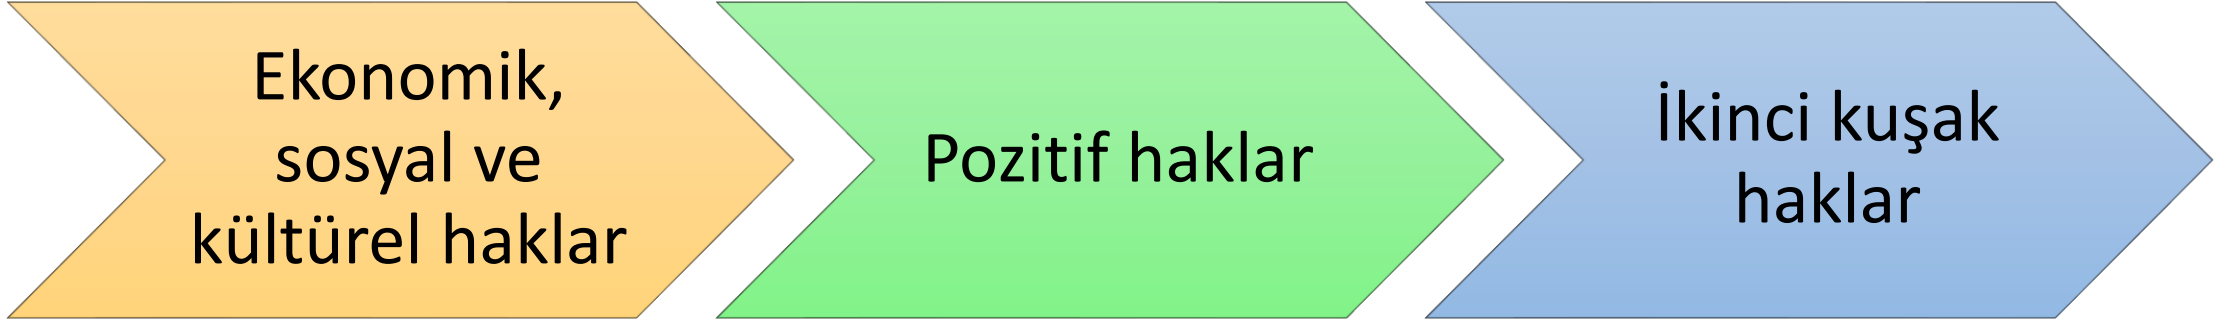 Ekonomik,
sosyal ve
kültürel haklar
Pozitif haklar
İkinci kuşak
haklar